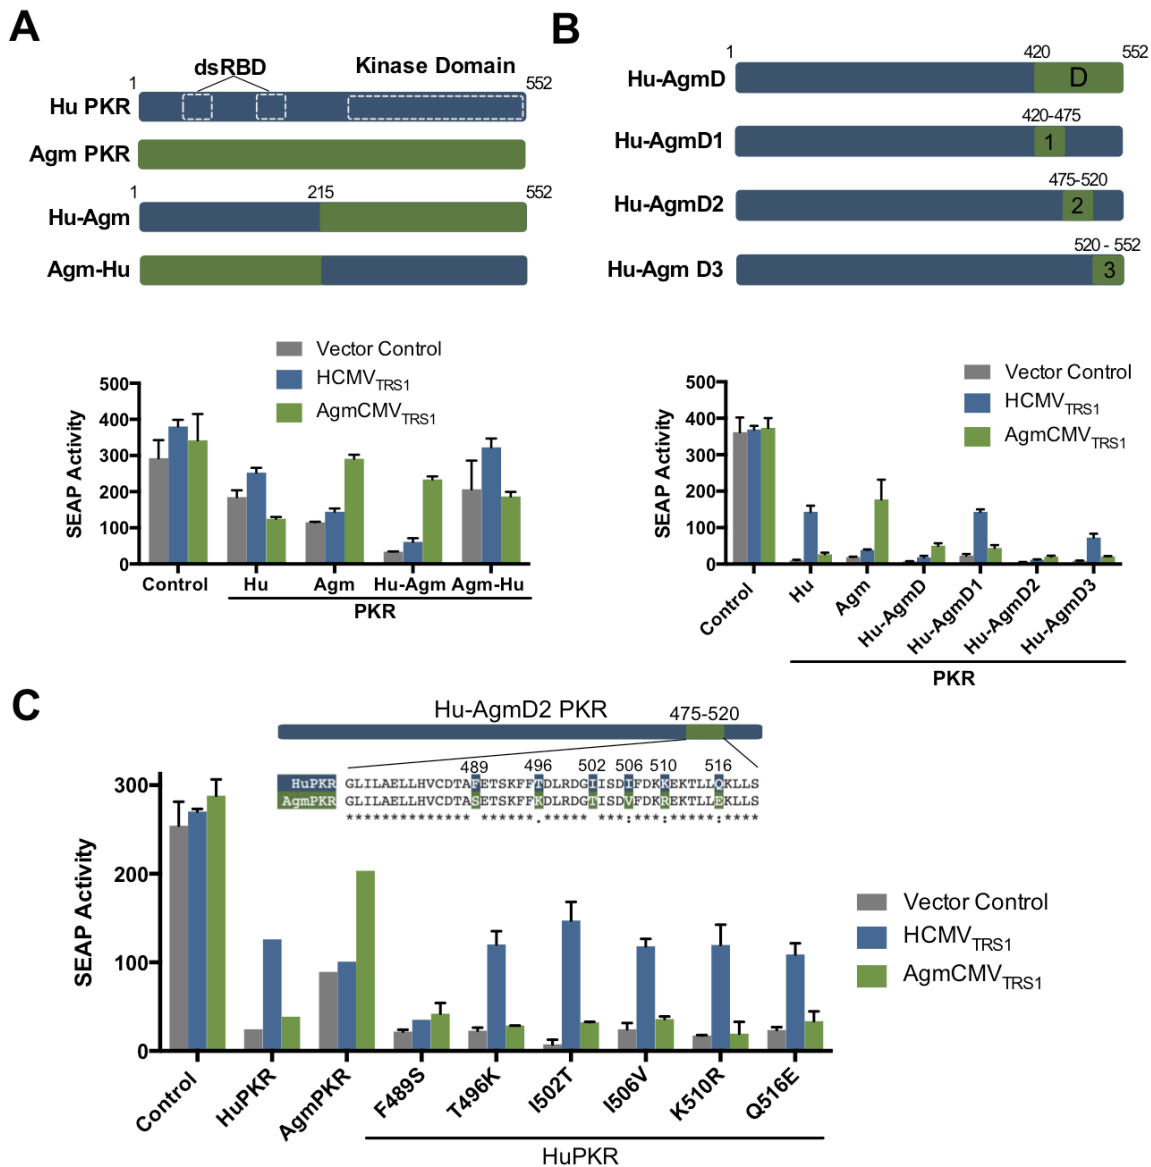 A
dsRBD
Kinase Domain
1
552
Hu PKR
Agm PKR
1
215
552
Hu-Agm
Agm-Hu
Vector Control
HCMVTRS1
AgmCMVTRS1
SEAP Activity
500
400
300
200
100
0
Control
Hu
Agm
Hu-Agm
Agm-Hu
PKR
B
1
420
552
Hu-AgmD
D
420-475
Hu-AgmD1
1
475-520
Hu-AgmD2
2
520 - 552
Hu-Agm D3
3
Vector Control
HCMVTRS1
AgmCMVTRS1
SEAP Activity
500
400
300
200
100
0
Control
Hu
Agm
Hu-AgmD
Hu-AgmD1
Hu-AgmD2
Hu-AgmD3
PKR
C
Hu-AgmD2 PKR
475-520
489 496 502 506 510 516
HuPKR GLILAELLHVCDTAFETSKFFTDLRDGIISDIFDKKEKTLLQKLLS
AgmPKR GLILAELLHVCDTASETSKFFKDLRDGTISDVFDKREKTLLEKLLS
************** ******.***** ***:***:*****:****
SEAP Activity
300
200
100
0
Vector Control
HCMVTRS1
AgmCMVTRS1
Control
HuPKR
AgmPKR
F489S
T496K
I502T
I506V
K510R
Q516E
HuPKR